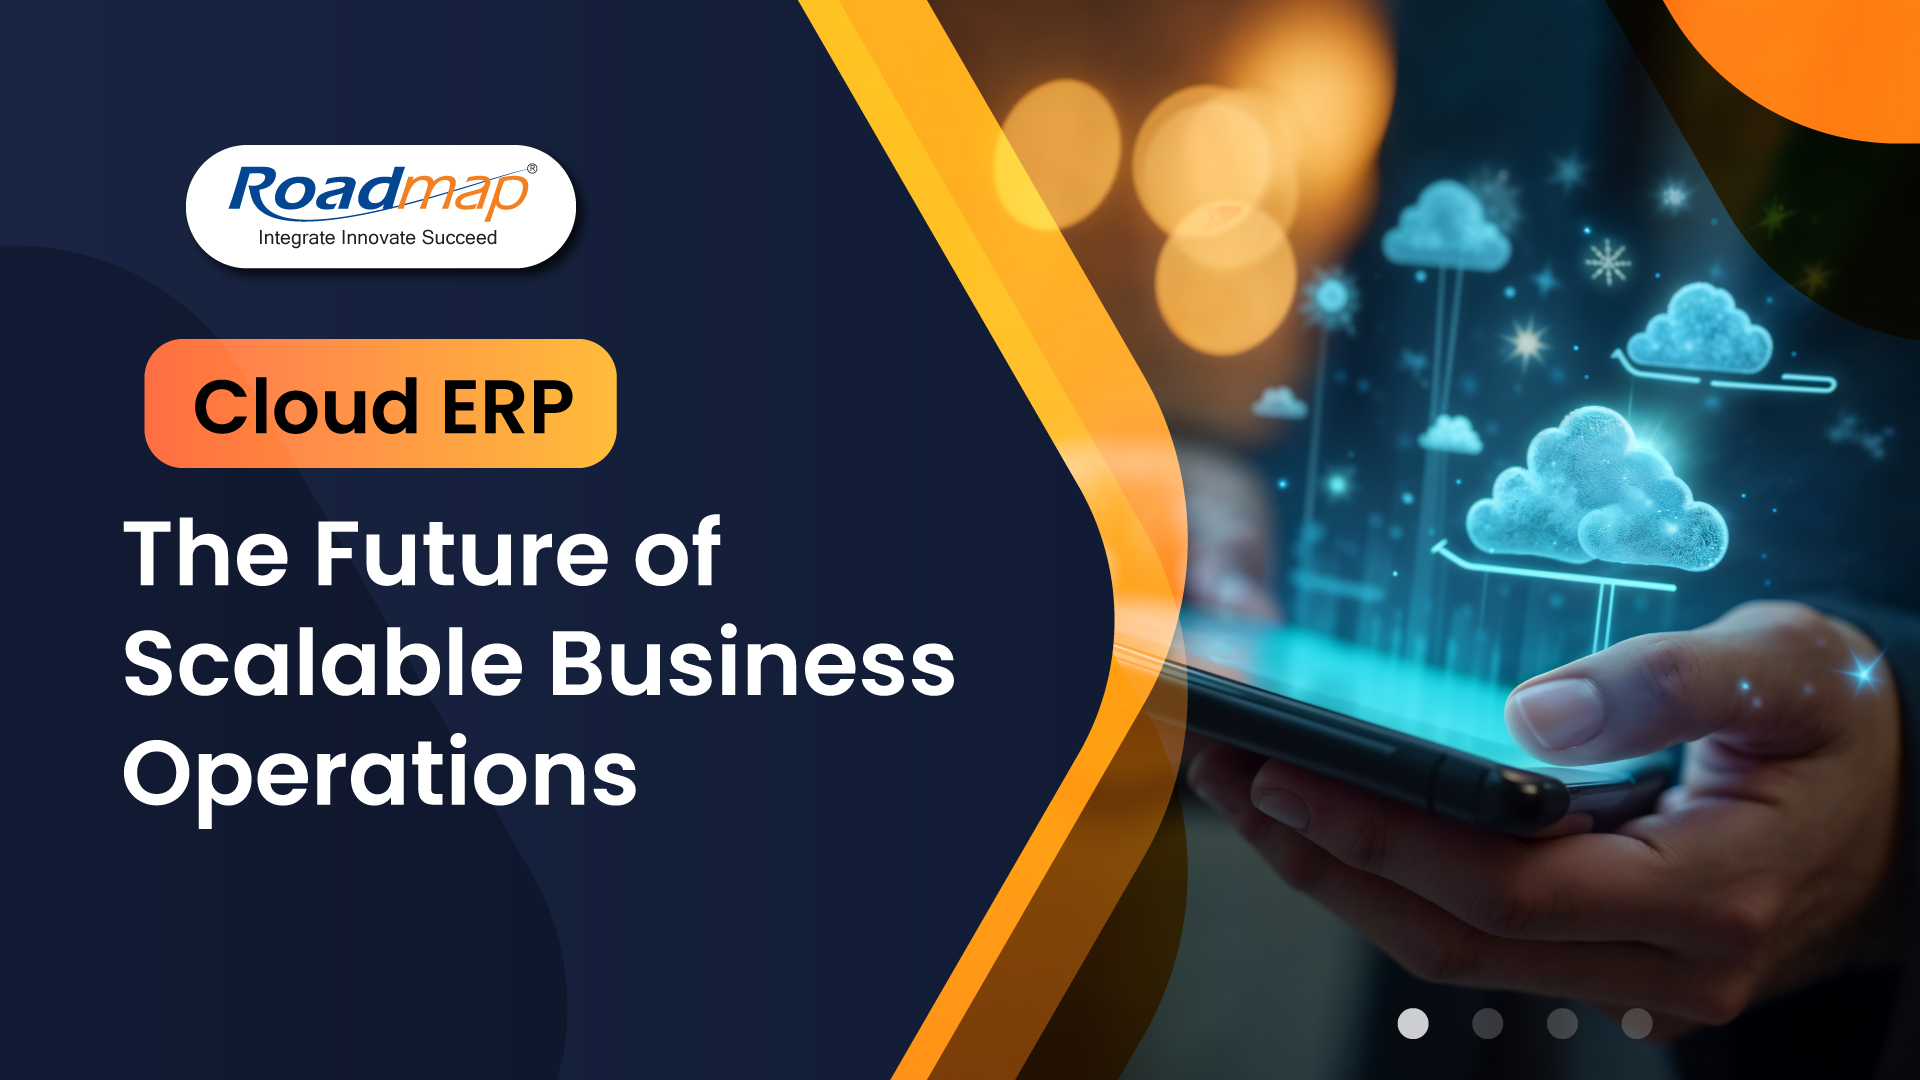 Roadmap®
Integrate Innovate Succeed
Cloud ERP
The Future of
Scalable Business
Operations